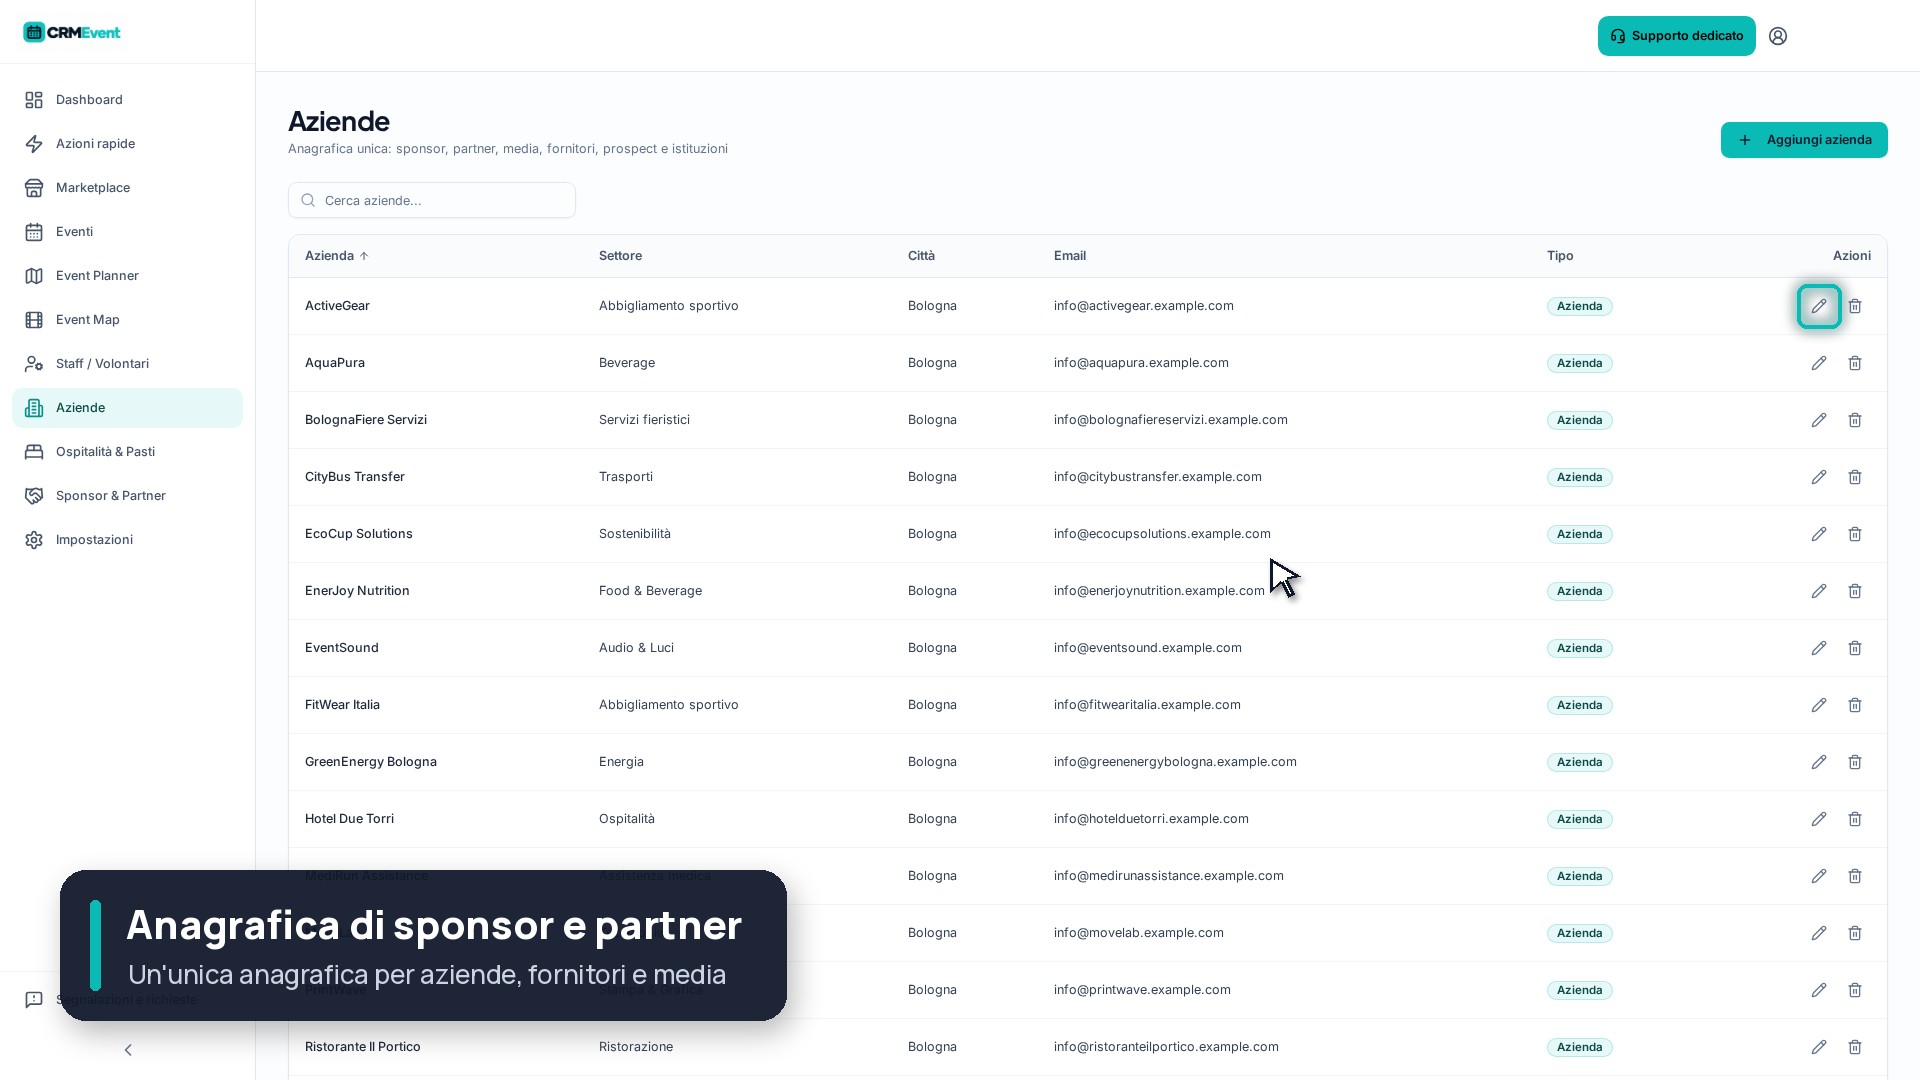 CRMEvent
Supporto dedicato
Dashboard
Azioni rapide
Marketplace
Eventi
Event Planner
Event Map
Staff / Volontari
Aziende
Ospitalità & Pasti
Sponsor & Partner
Impostazioni
Segnalazioni e richieste
Aziende
Anagrafica unica: sponsor, partner, media, fornitori, prospect e istituzioni
Aggiungi azienda
Cerca aziende...
Azienda Settore Città Email Tipo Azioni
ActiveGear Abbigliamento sportivo Bologna info@activegear.example.com Azienda
AquaPura Beverage Bologna info@aquapura.example.com Azienda
BolognaFiere Servizi Servizi fieristici Bologna info@bolognafiereservizi.example.com Azienda
CityBus Transfer Trasporti Bologna info@citybustransfer.example.com Azienda
EcoCup Solutions Sostenibilità Bologna info@ecocupsolutions.example.com Azienda
EnerJoy Nutrition Food & Beverage Bologna info@enerjoynutrition.example.com Azienda
EventSound Audio & Luci Bologna info@eventsound.example.com Azienda
FitWear Italia Abbigliamento sportivo Bologna info@fitwearitalia.example.com Azienda
GreenEnergy Bologna Energia Bologna info@greenenergybologna.example.com Azienda
Hotel Due Torri Ospitalità Bologna info@hotelduetorri.example.com Azienda
MediRun Assistance Assistenza medica Bologna info@medirunassistance.example.com Azienda
Bologna info@movelab.example.com Azienda
PrintWave Stampa & Grafica Bologna info@printwave.example.com Azienda
Ristorante Il Portico Ristorazione Bologna info@ristoranteilportico.example.com Azienda
Anagrafica di sponsor e partner
Un'unica anagrafica per aziende, fornitori e media